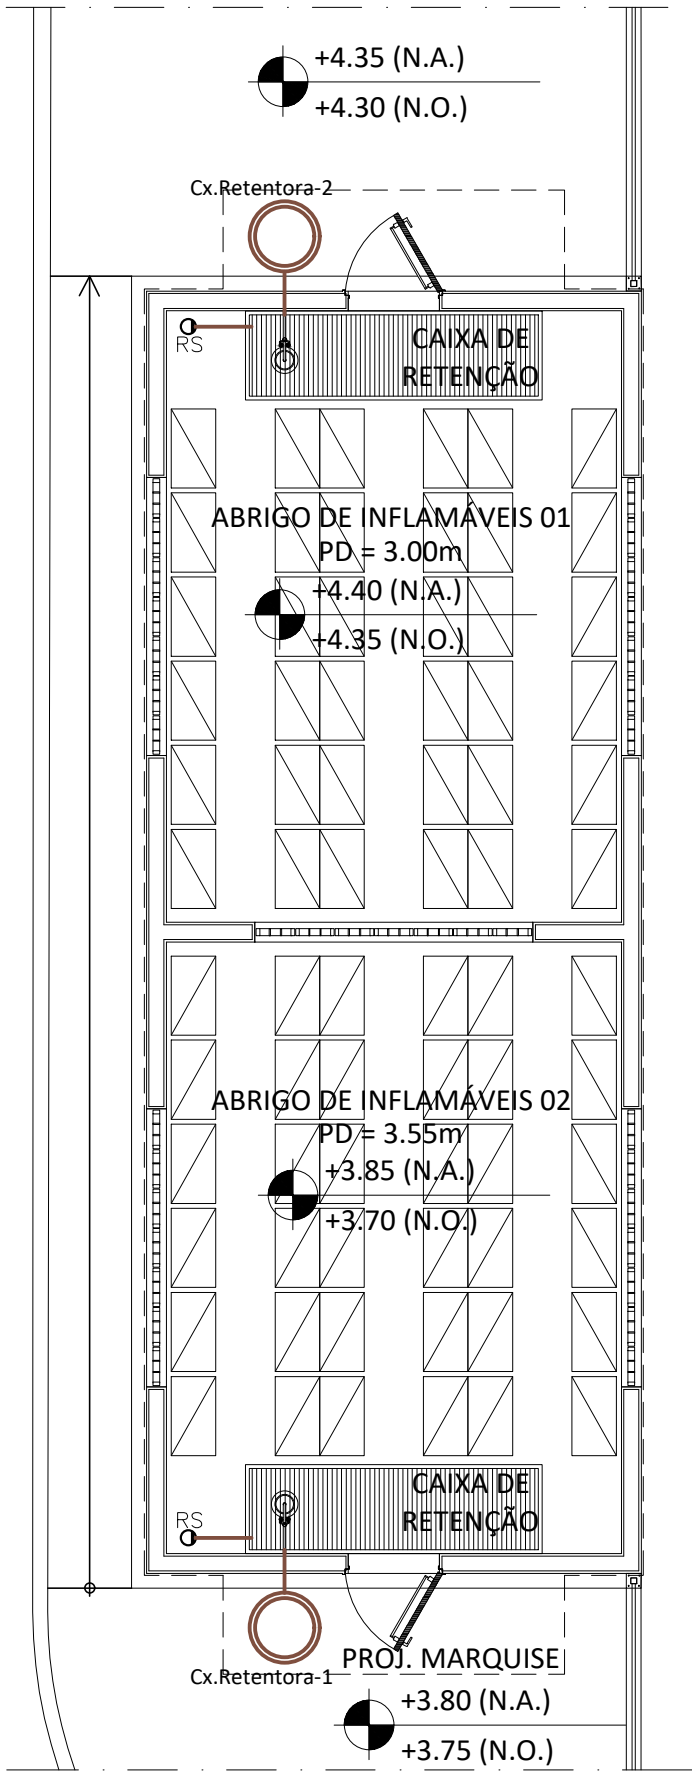 +4.35 (N.A.)
+4.30 (N.O.)
Cx.Retentora-2
RS
CAIXA DE
RETENÇÃO
ABRIGO DE INFLAMÁVEIS 01
PD = 3.00m
+4.40 (N.A.)
+4.35 (N.O.)
ABRIGO DE INFLAMÁVEIS 02
PD = 3.55m
+3.85 (N.A.)
+3.70 (N.O.)
CAIXA DE
RETENÇÃO
RS
PROJ. MARQUISE
Cx.Retentora-1
+3.80 (N.A.)
+3.75 (N.O.)